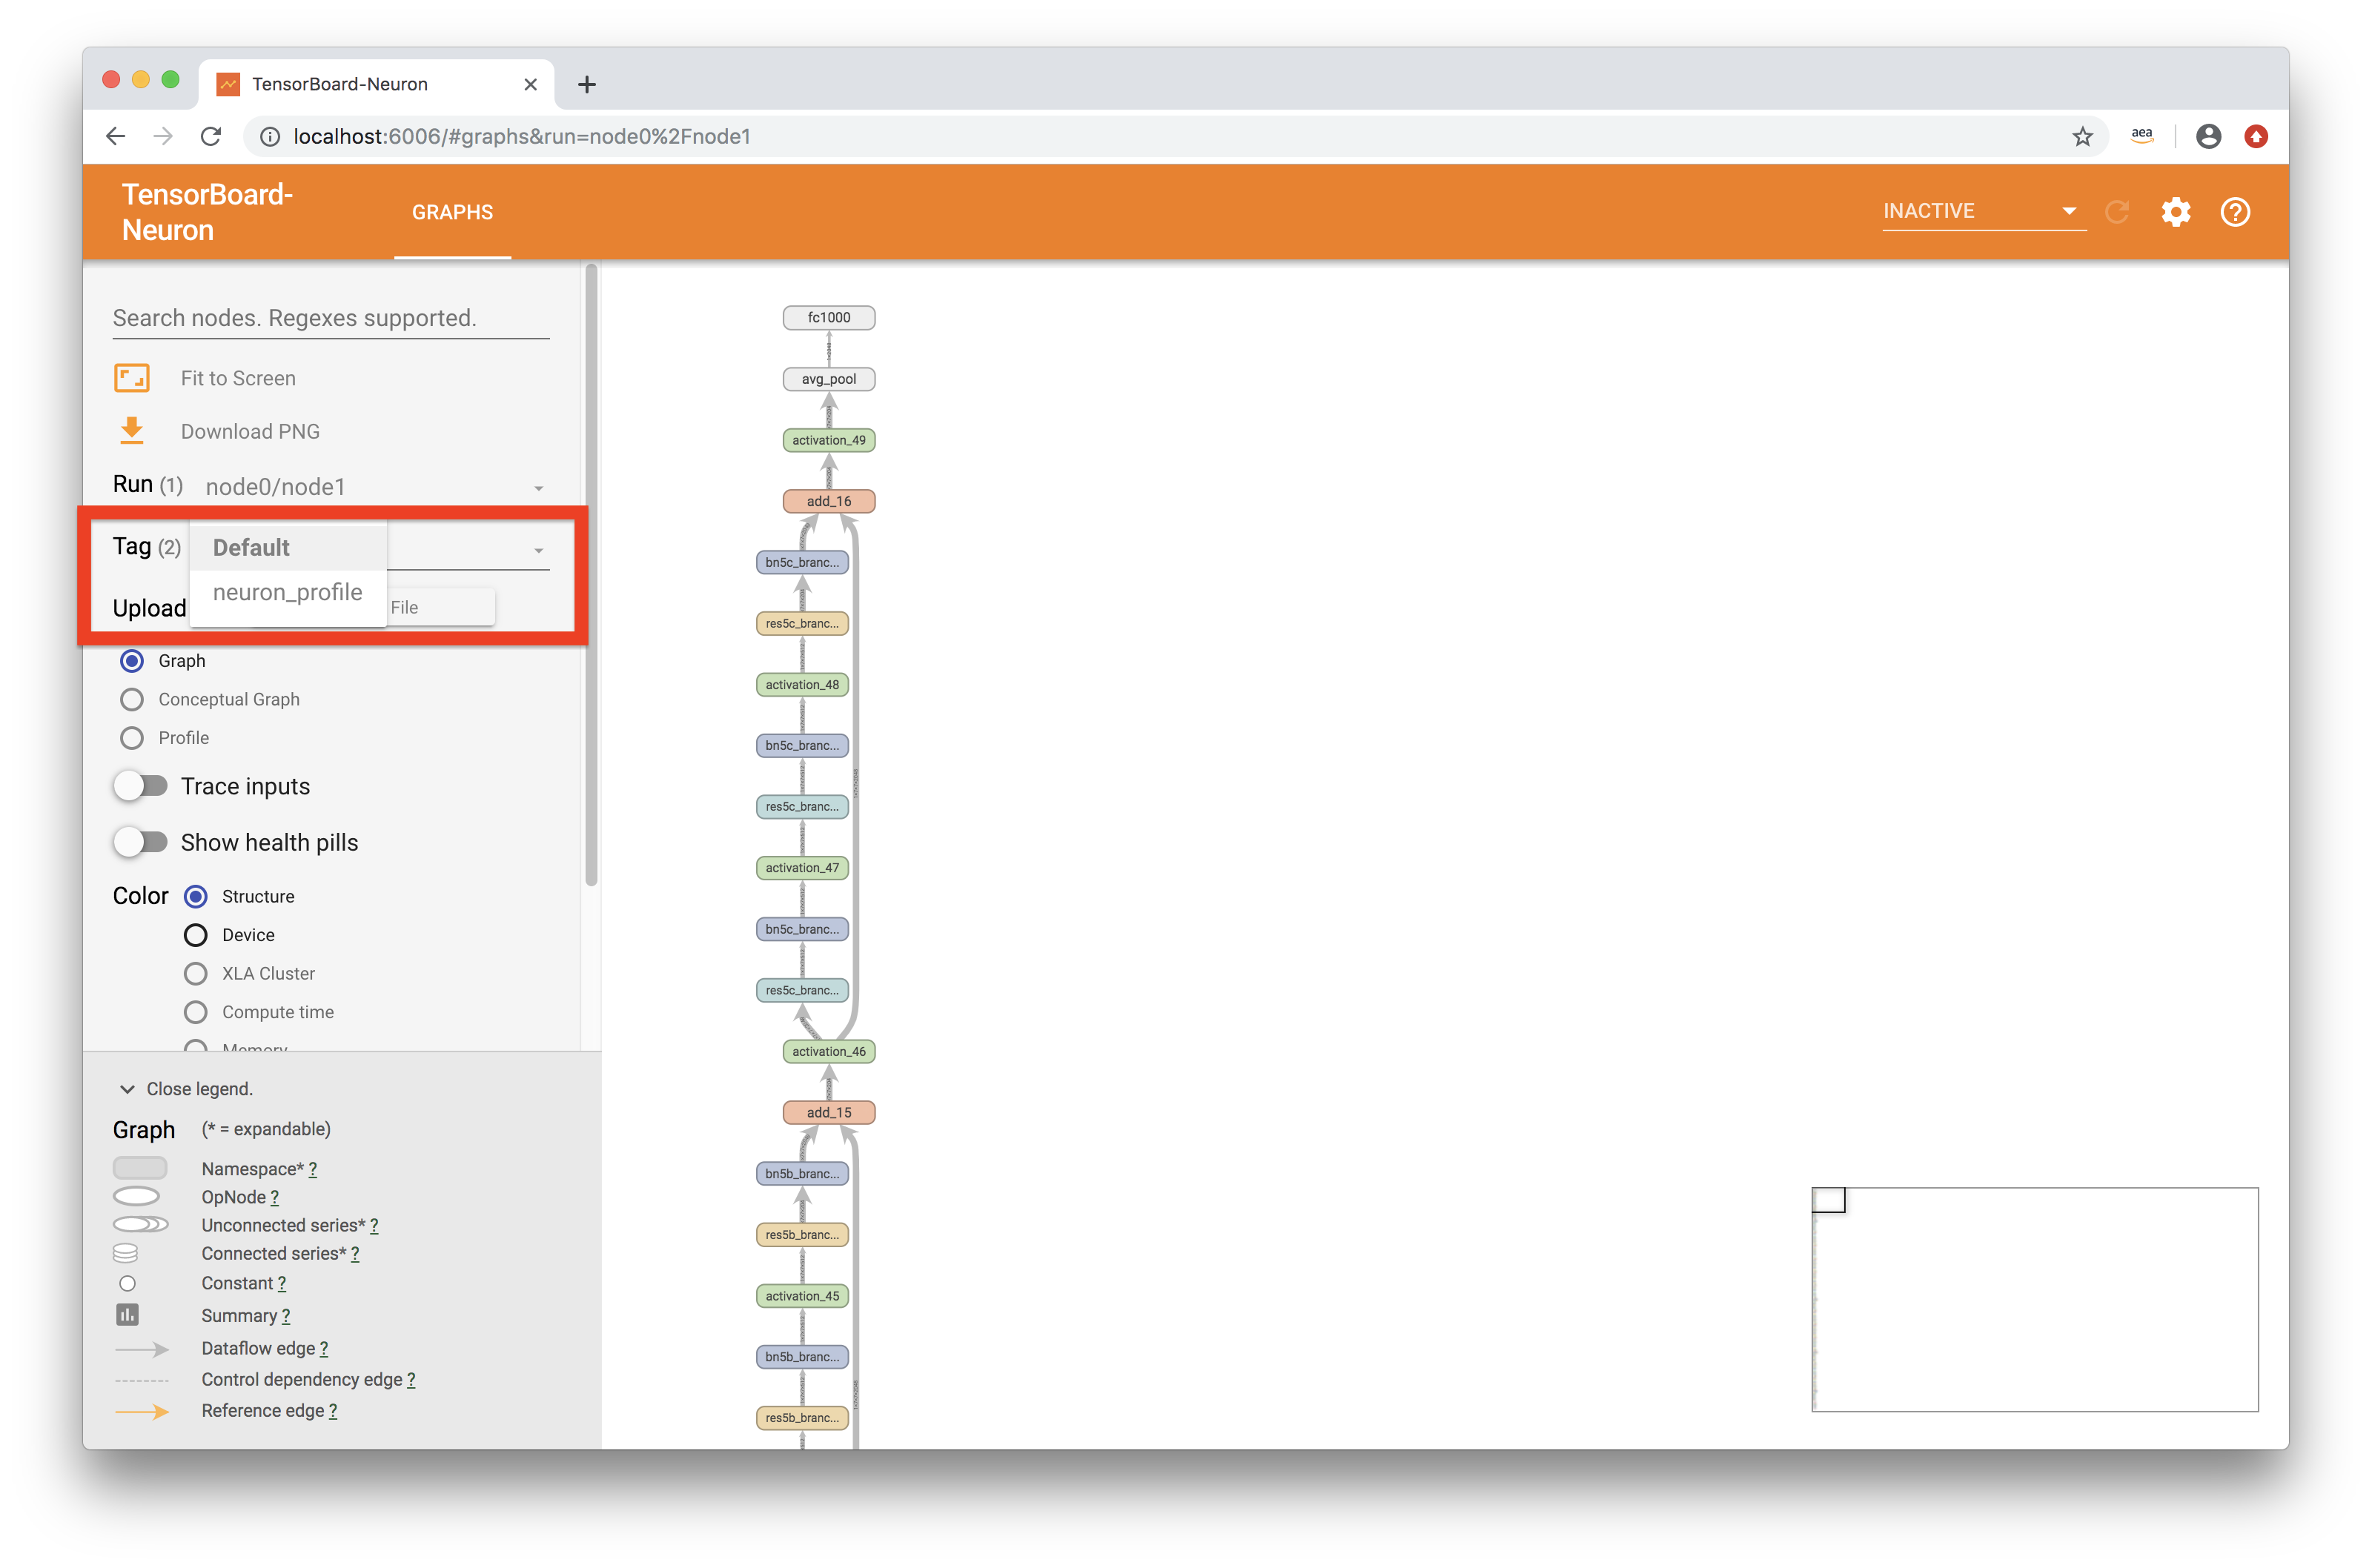 TensorBoard-Neuron
localhost:6006/#graphs&run=node0%2Fnode1
aea
TensorBoard-
Neuron
GRAPHS
INACTIVE
Search nodes. Regexes supported.
Fit to Screen
Download PNG
Run (1) node0/node1
Tag (2) Default
neuron_profile
Upload File
Graph
Conceptual Graph
Profile
Trace inputs
Show health pills
Color Structure
Device
XLA Cluster
Compute time
Memory
Close legend.
Graph (* = expandable)
Namespace* ?
OpNode ?
Unconnected series* ?
Connected series* ?
Constant ?
Summary ?
Dataflow edge ?
Control dependency edge ?
Reference edge ?
fc1000
avg_pool
activation_49
add_16
bn5c_branc...
res5c_branc...
activation_48
bn5c_branc...
res5c_branc...
activation_47
bn5c_branc...
res5c_branc...
activation_46
add_15
bn5b_branc...
res5b_branc...
activation_45
bn5b_branc...
res5b_branc...